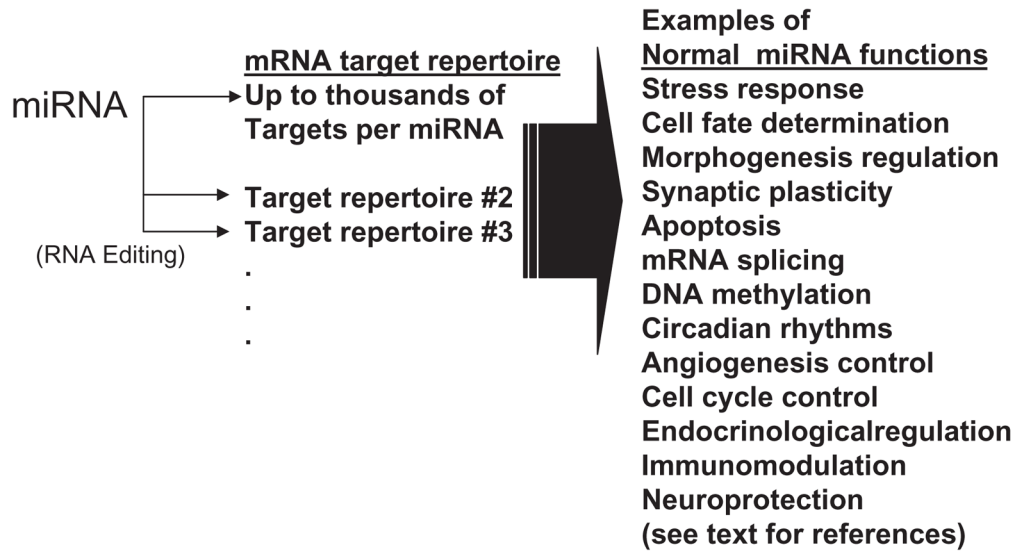 miRNA
(RNA Editing)
mRNA target repertoire
Up to thousands of
Targets per miRNA
Target repertoire #2
Target repertoire #3
.
.
.
Examples of
Normal miRNA functions
Stress response
Cell fate determination
Morphogenesis regulation
Synaptic plasticity
Apoptosis
mRNA splicing
DNA methylation
Circadian rhythms
Angiogenesis control
Cell cycle control
Endocrinologicalregulation
Immunomodulation
Neuroprotection
(see text for references)